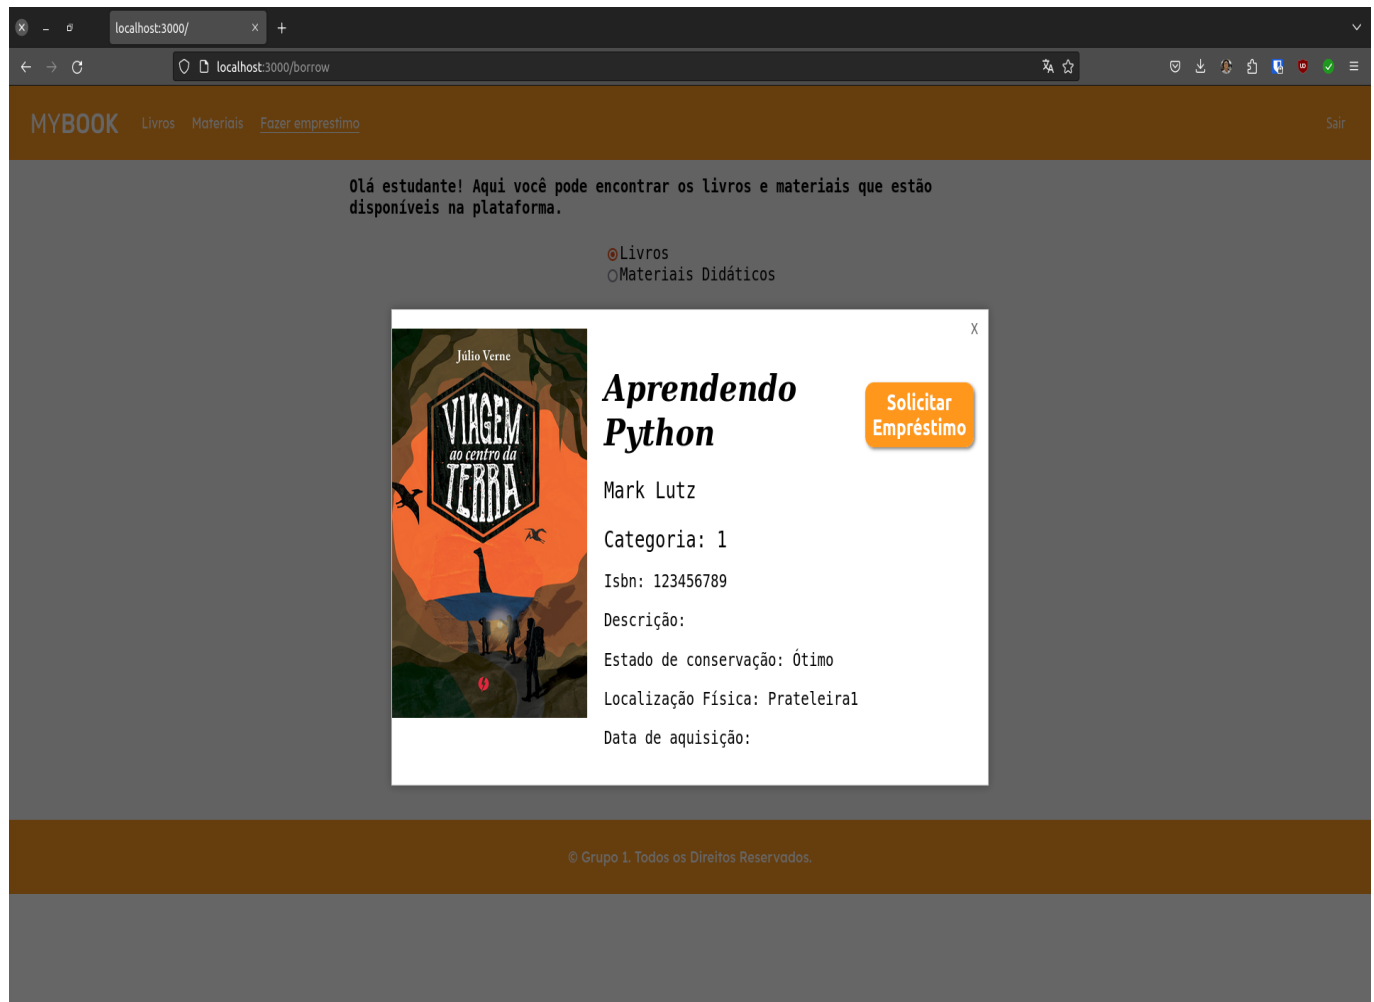 localhost:3000/
localhost:3000/borrow
MYBOOK Livros Materiais Fazer emprestimo Sair
Olá estudante! Aqui você pode encontrar os livros e materiais que estão
disponíveis na plataforma.
Livros
Materiais Didáticos
X
Júlio Verne
VIAGEM
ao centro da
TERRA
Aprendendo
Python
Solicitar
Empréstimo
Mark Lutz
Categoria: 1
Isbn: 123456789
Descrição:
Estado de conservação: Ótimo
Localização Física: Prateleira1
Data de aquisição:
© Grupo 1. Todos os Direitos Reservados.